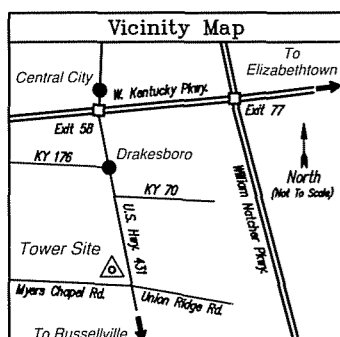 Vicinity Map
To
Elizabethtown
Central City
W. Kentucky Pkwy.
Exit 58
Exit 77
KY 176
Drakesboro
KY 70
North
(Not To Scale)
U.S. Hwy. 431
William Natcher Pkwy.
Tower Site
Myers Chapel Rd.
Union Ridge Rd.
To Russellville